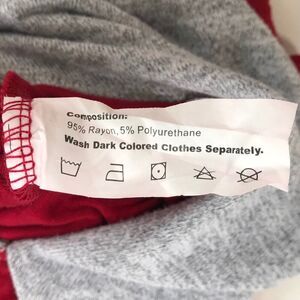 Composition:
95% Rayon, 5% Polyurethane
Wash Dark Colored Clothes Separately.